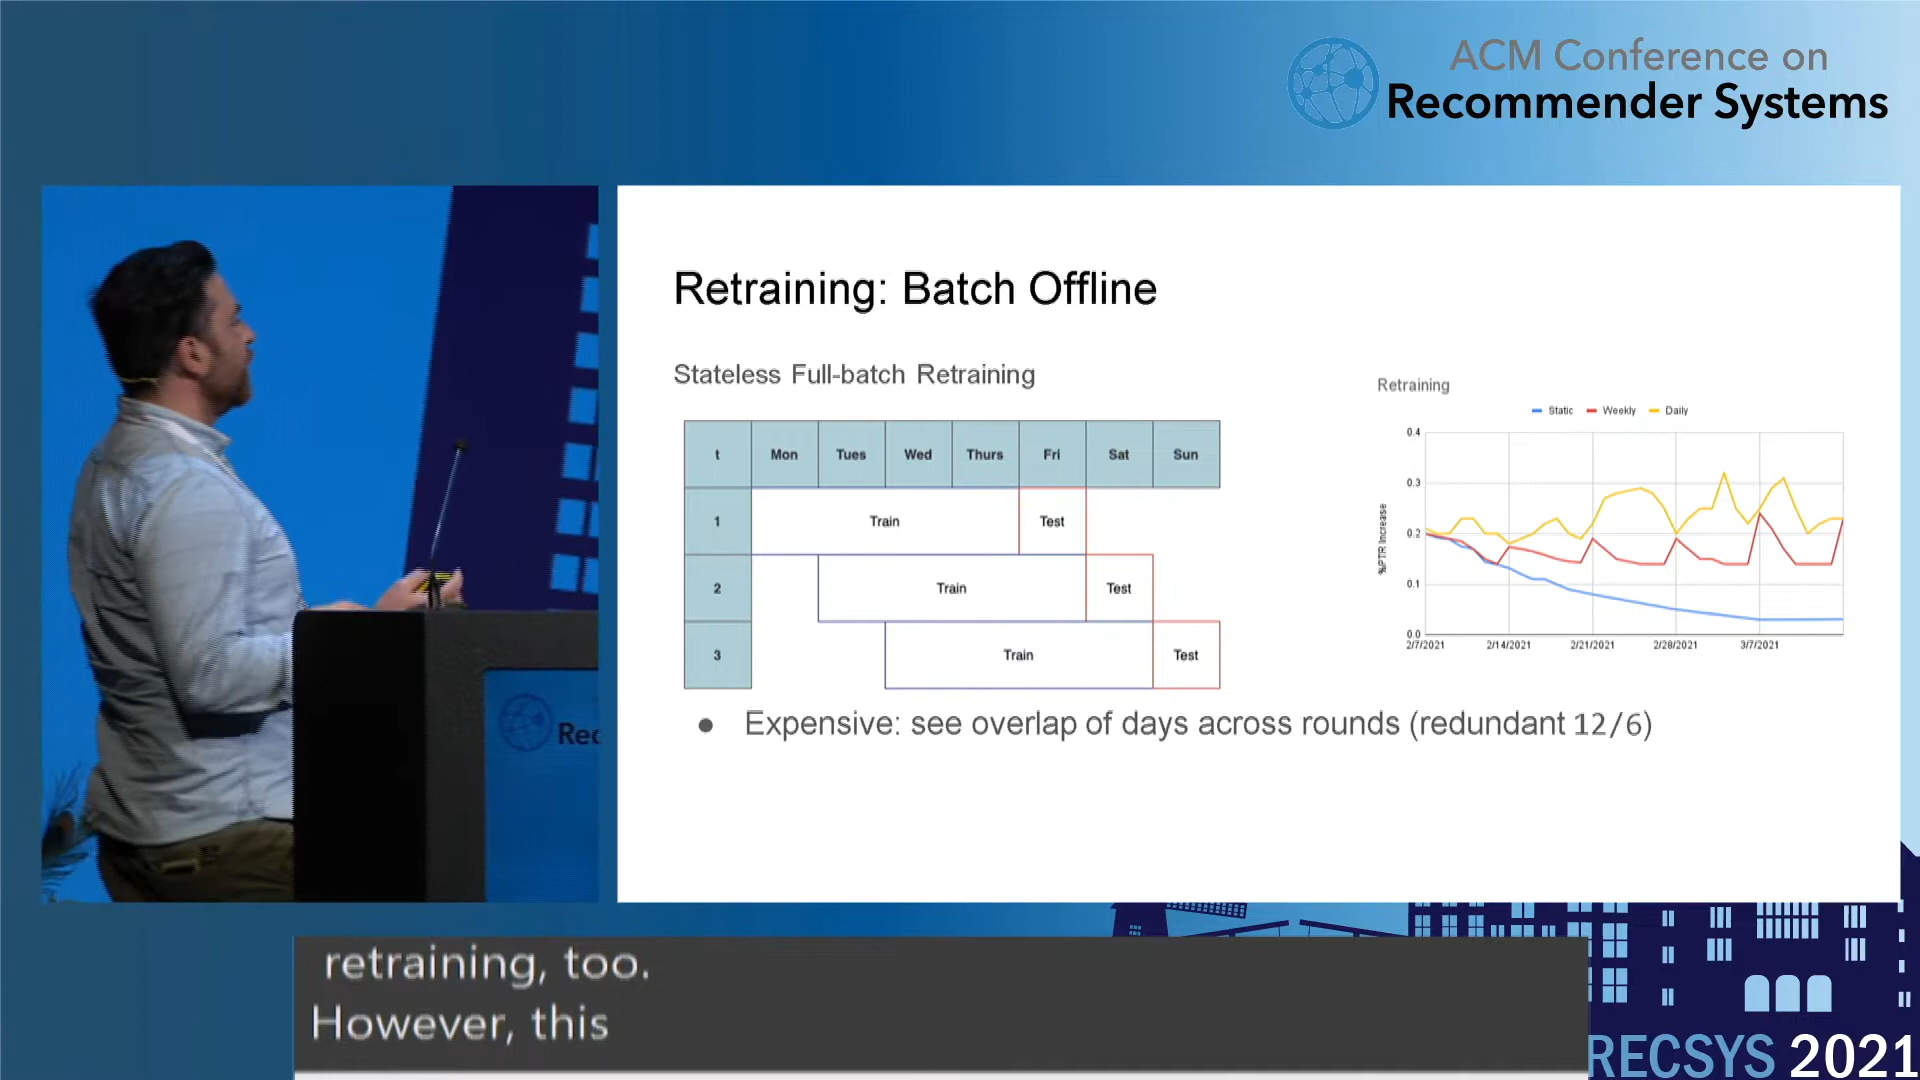 ACM Conference on
Recommender Systems
Retraining: Batch Offline
Stateless Full-batch Retraining
t Mon Tues Wed Thurs Fri Sat Sun
1 Train Test
2 Train Test
3 Train Test
Retraining
Static Weekly Daily
%PTR Increase
0.4
0.3
0.2
0.1
0.0
2/7/2021 2/14/2021 2/21/2021 2/28/2021 3/7/2021
● Expensive: see overlap of days across rounds (redundant 12/6)
Rec
retraining, too.
However, this
RECSYS 2021